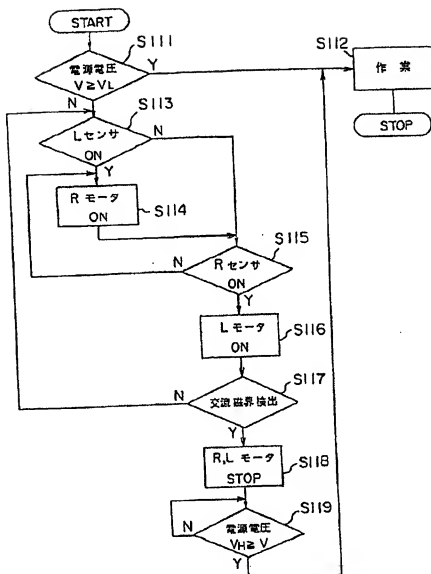 START
S111
電源電圧
V≥VL
Y
N
S112
作業
STOP
S113
Lセンサ
ON
N
Y
Rモータ
ON
S114
S115
Rセンサ
ON
N
Y
Lモータ
ON
S116
S117
交流磁界検出
N
Y
R,Lモータ
STOP
S118
S119
電源電圧
VH≥V
N
Y